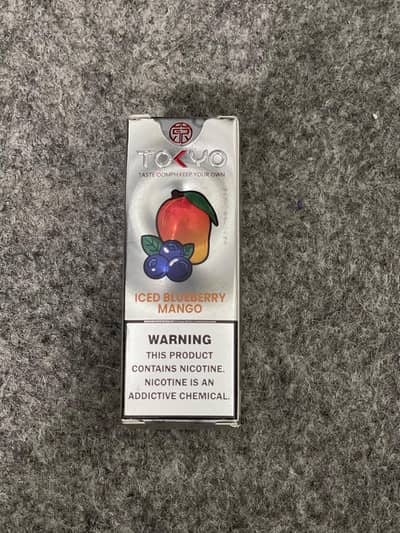 TOKYO
TASTE OOMPH KEEP YOUR OWN
ICED BLUEBERRY
MANGO
WARNING
THIS PRODUCT
CONTAINS NICOTINE.
NICOTINE IS AN
ADDICTIVE CHEMICAL.